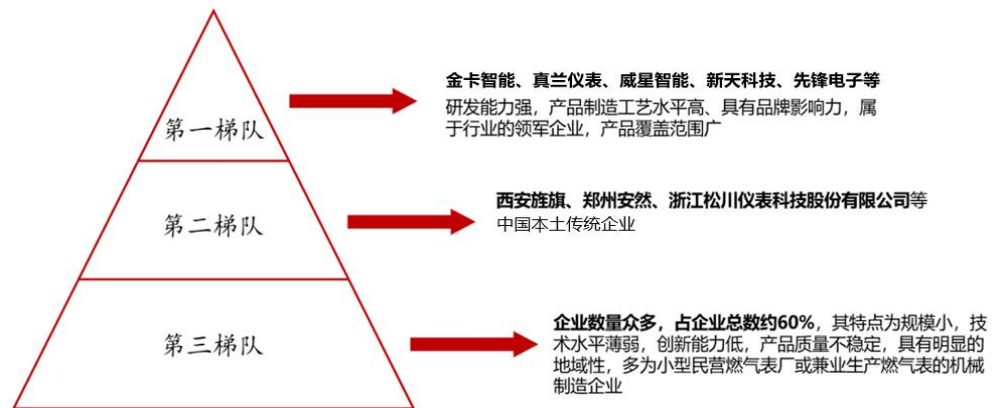 金卡智能、真兰仪表、威星智能、新天科技、先锋电子等
研发能力强，产品制造工艺水平高、具有品牌影响力，属
于行业的领军企业，产品覆盖范围广
第一梯队
西安旌旗、郑州安然、浙江松川仪表科技股份有限公司等
中国本土传统企业
第二梯队
企业数量众多，占企业总数约60%，其特点为规模小，技
术水平薄弱，创新能力低，产品质量不稳定，具有明显的
地域性，多为小型民营燃气表厂或兼业生产燃气表的机械
制造企业
第三梯队